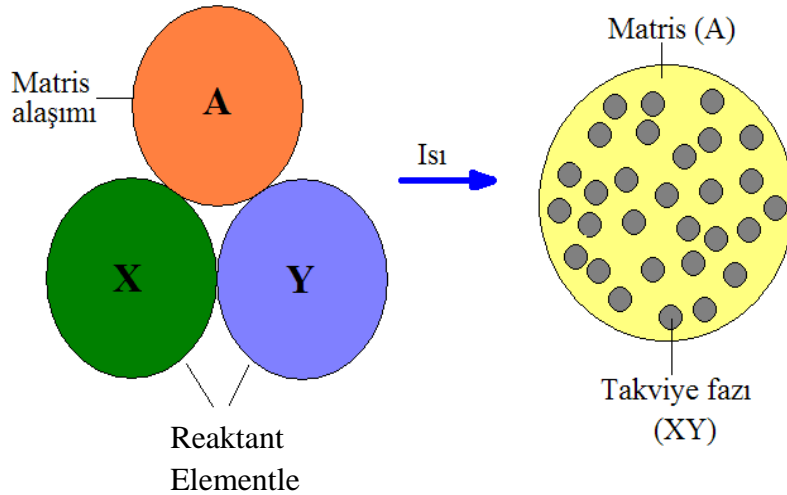 Matris
alaşımı
A
X
Y
Reaktant
Elementle
Isı
Matris (A)
Takviye fazı
(XY)